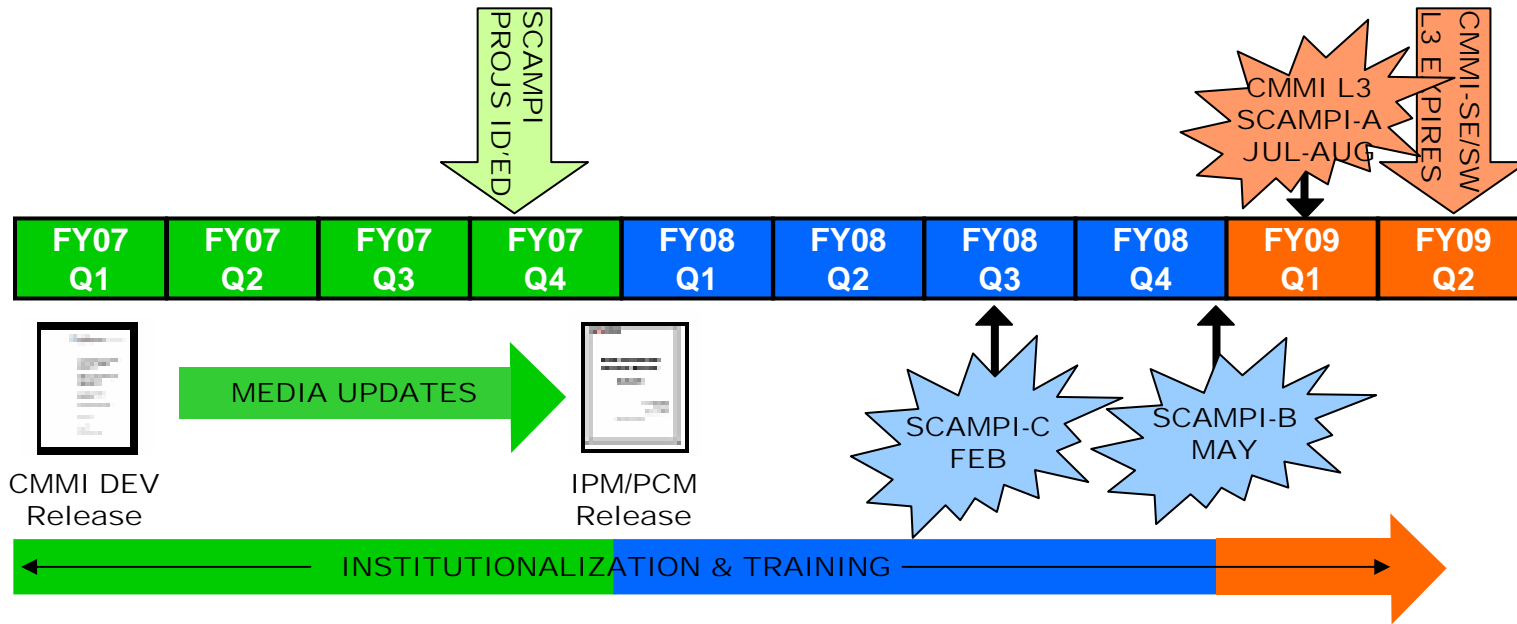 SCAMPI
PROJS ID'ED
CMMI L3
SCAMPI-A
JUL-AUG
CMMI-SE/SW
L3 EXPIRES
FY07
Q1
FY07
Q2
FY07
Q3
FY07
Q4
FY08
Q1
FY08
Q2
FY08
Q3
FY08
Q4
FY09
Q1
FY09
Q2
MEDIA UPDATES
CMMI DEV
Release
IPM/PCM
Release
SCAMPI-C
FEB
SCAMPI-B
MAY
INSTITUTIONALIZATION & TRAINING